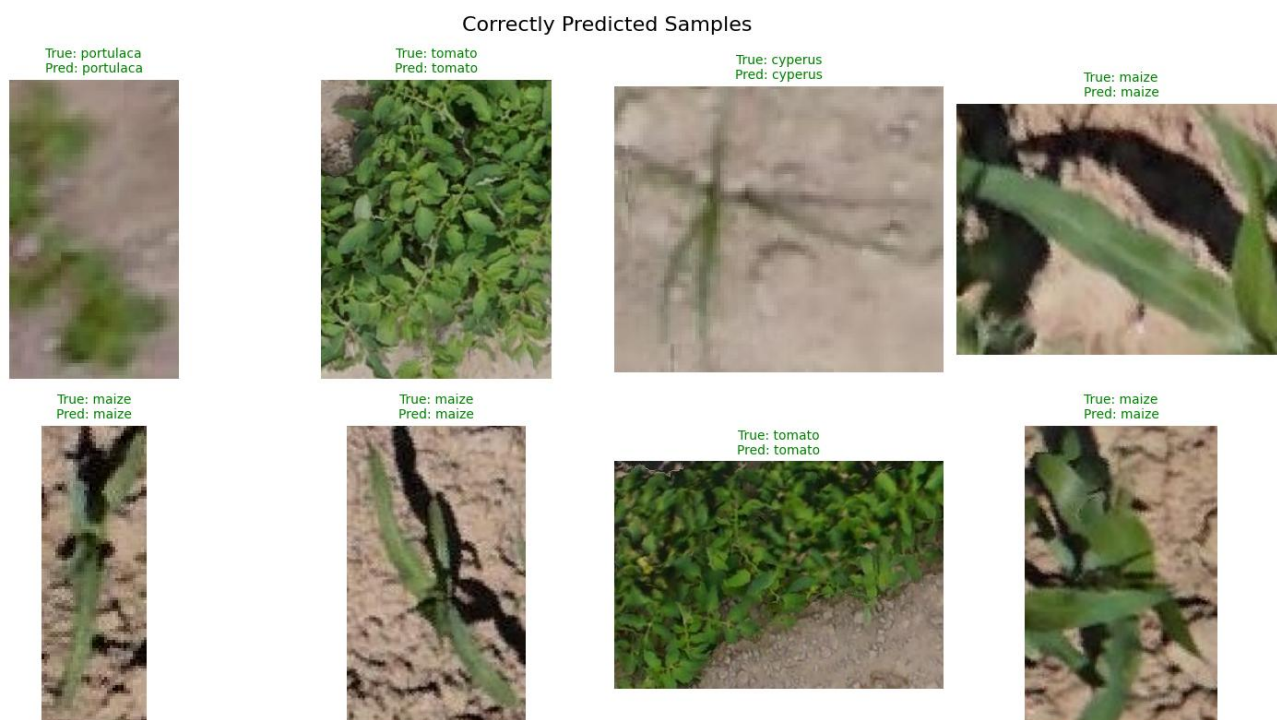 Correctly Predicted Samples
True: portulaca
Pred: portulaca
True: tomato
Pred: tomato
True: cyperus
Pred: cyperus
True: maize
Pred: maize
True: maize
Pred: maize
True: maize
Pred: maize
True: tomato
Pred: tomato
True: maize
Pred: maize